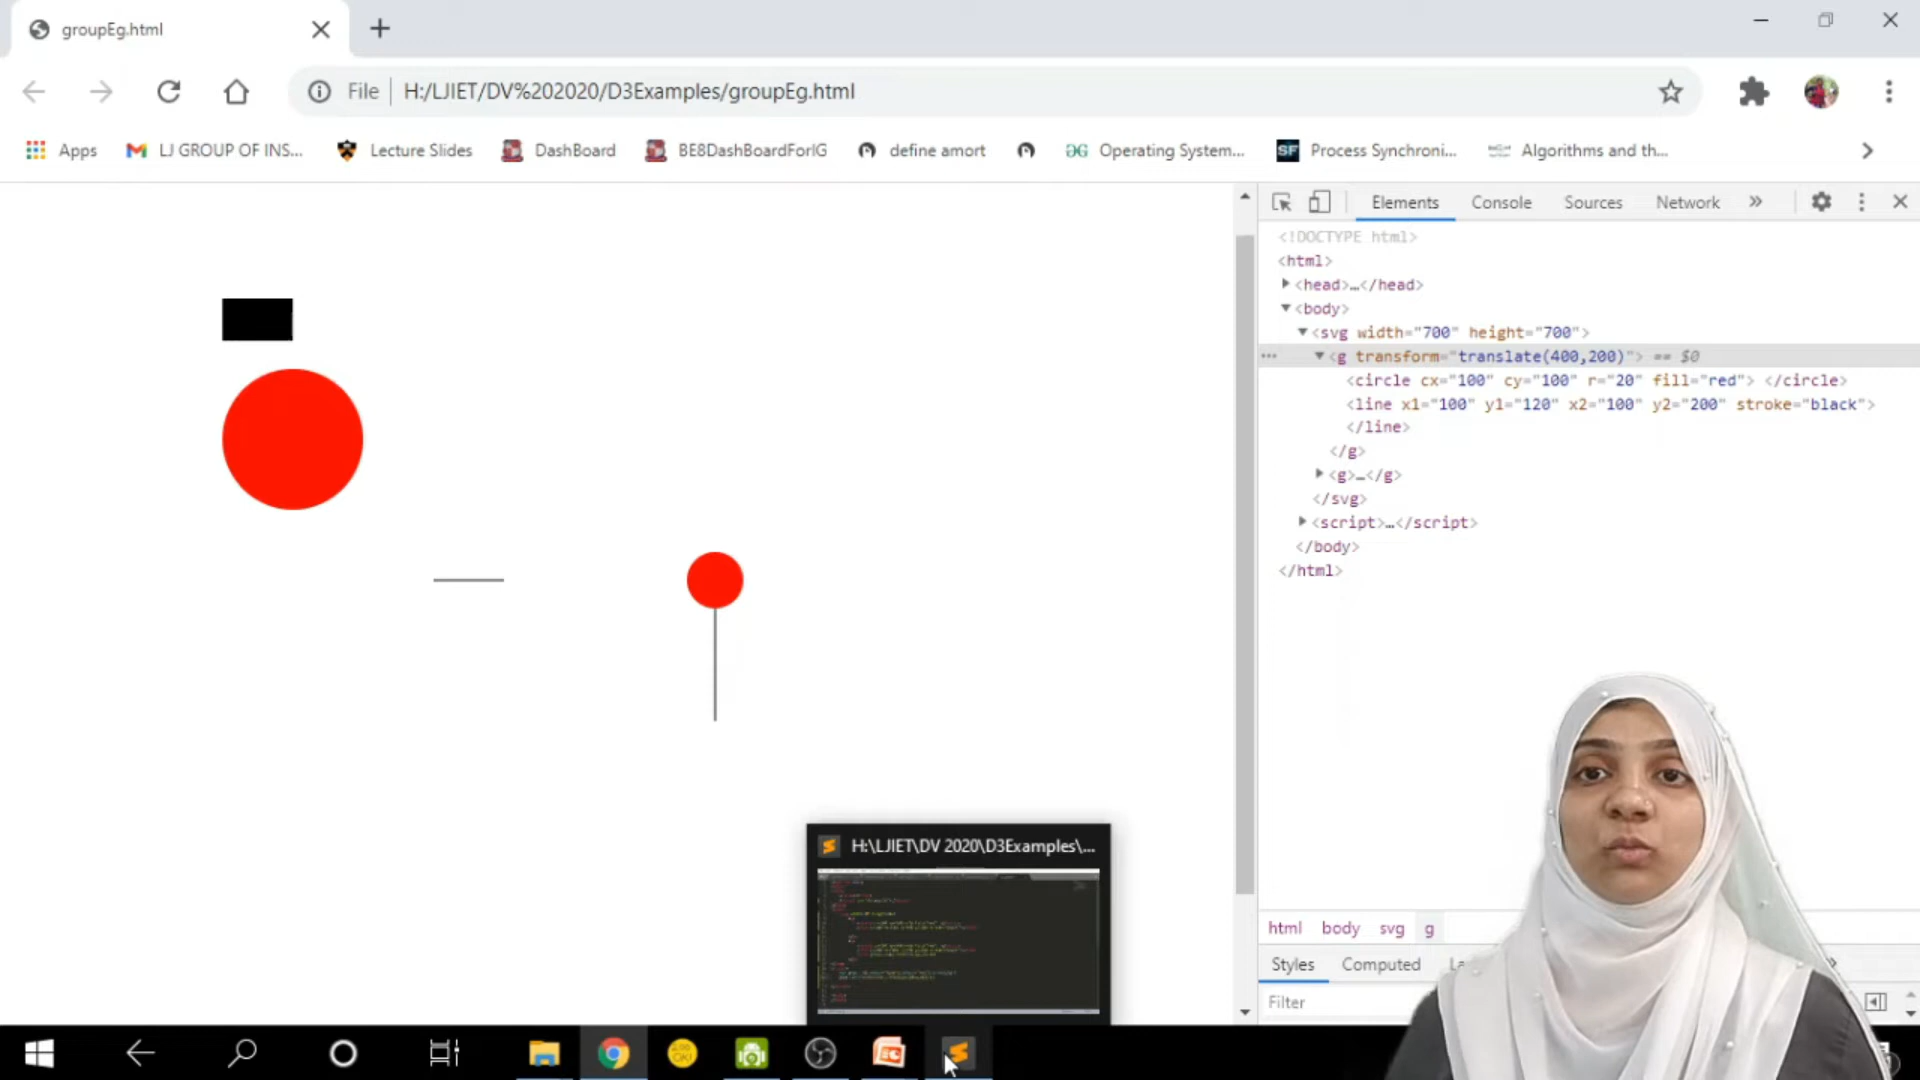 groupEg.html
File H:/LJIET/DV%202020/D3Examples/groupEg.html
Apps LJ GROUP OF INS... Lecture Slides DashBoard BE8DashBoardForIG define amort Operating System... SF Process Synchroni... Algorithms and th...
Elements Console Sources Network »
<!DOCTYPE html>
<html>
<head>…</head>
<body>
<svg width="700" height="700">
··· <g transform="translate(400,200)"> == $0
<circle cx="100" cy="100" r="20" fill="red"> </circle>
<line x1="100" y1="120" x2="100" y2="200" stroke="black">
</line>
</g>
<g>…</g>
</svg>
<script>…</script>
</body>
</html>
H:\LJIET\DV 2020\D3Examples\...
html body svg g
Styles Computed La
Filter